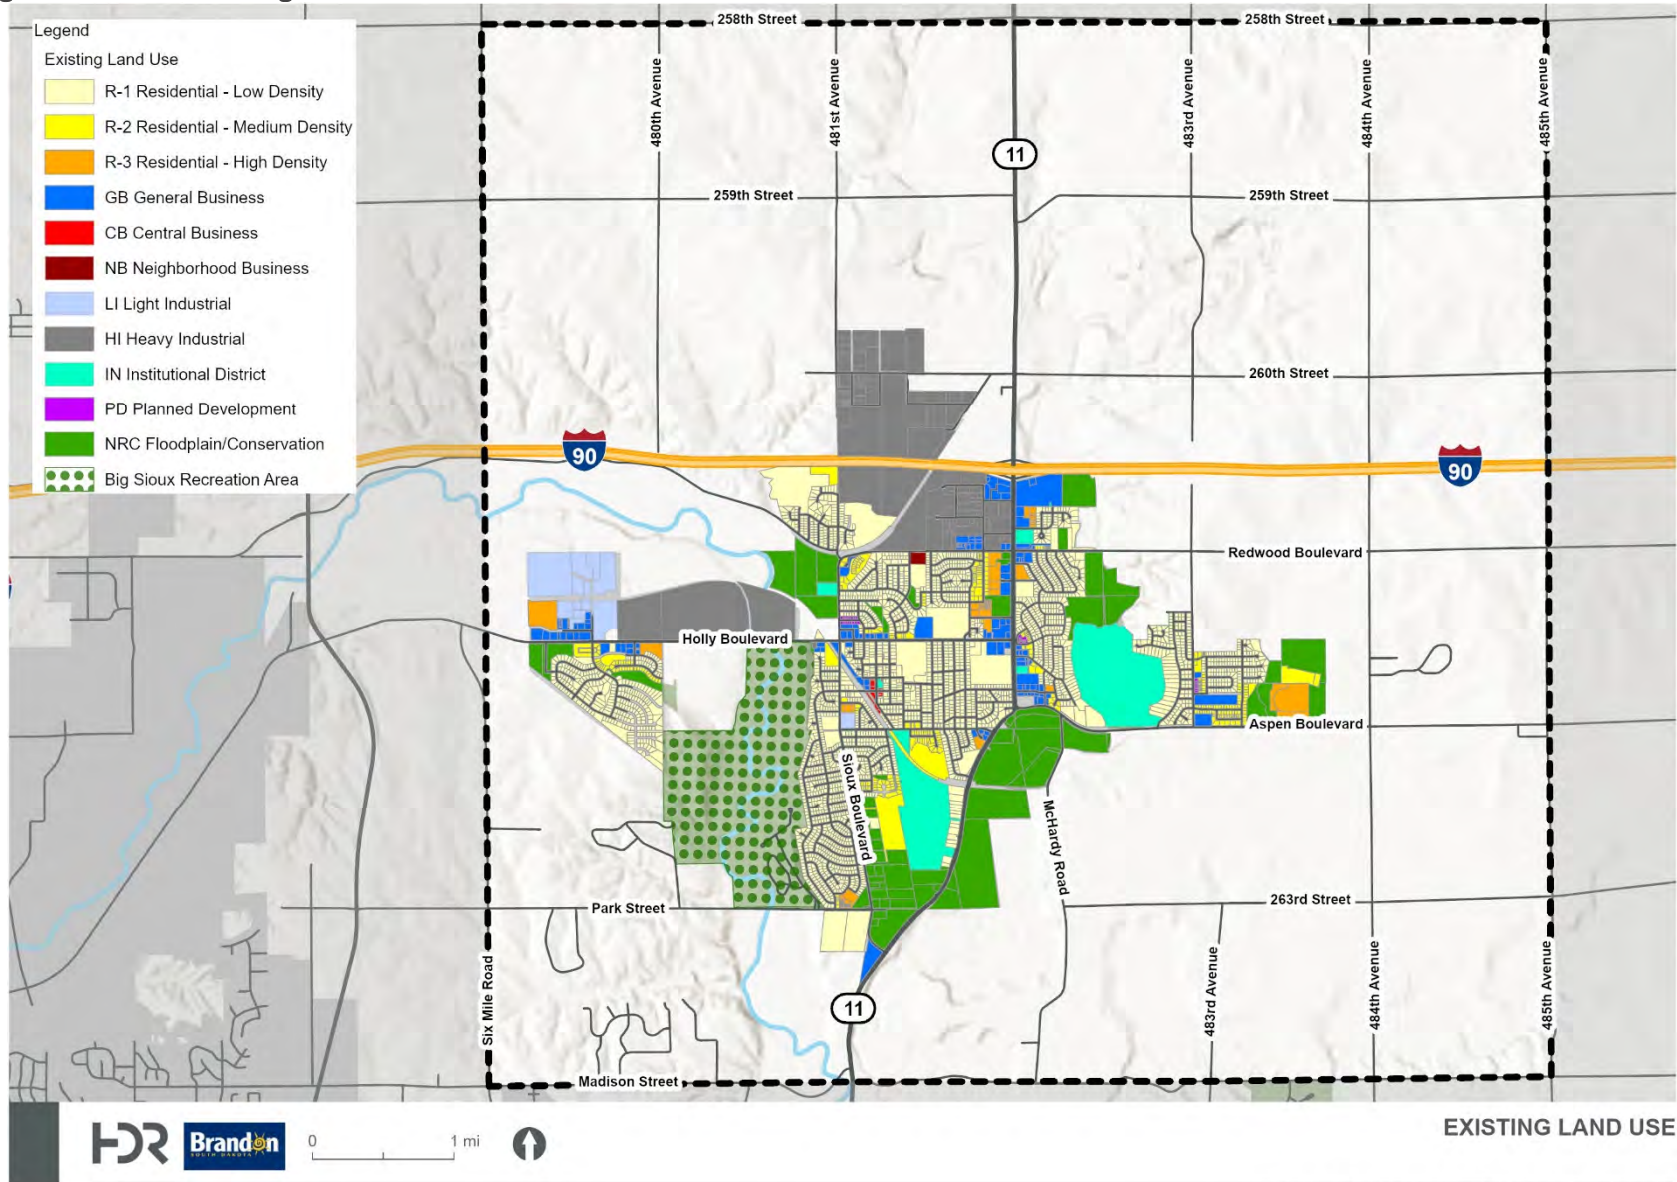 Legend
Existing Land Use
R-1 Residential - Low Density
R-2 Residential - Medium Density
R-3 Residential - High Density
GB General Business
CB Central Business
NB Neighborhood Business
LI Light Industrial
HI Heavy Industrial
IN Institutional District
PD Planned Development
NRC Floodplain/Conservation
Big Sioux Recreation Area
258th Street
258th Street
480th Avenue
481st Avenue
483rd Avenue
484th Avenue
485th Avenue
11
259th Street
259th Street
260th Street
90
90
Redwood Boulevard
Holly Boulevard
Aspen Boulevard
Sioux Boulevard
McHardy Road
Park Street
263rd Street
Six Mile Road
483rd Avenue
484th Avenue
485th Avenue
11
Madison Street
HDR
Brandon
SOUTH DAKOTA
0 1 mi
EXISTING LAND USE